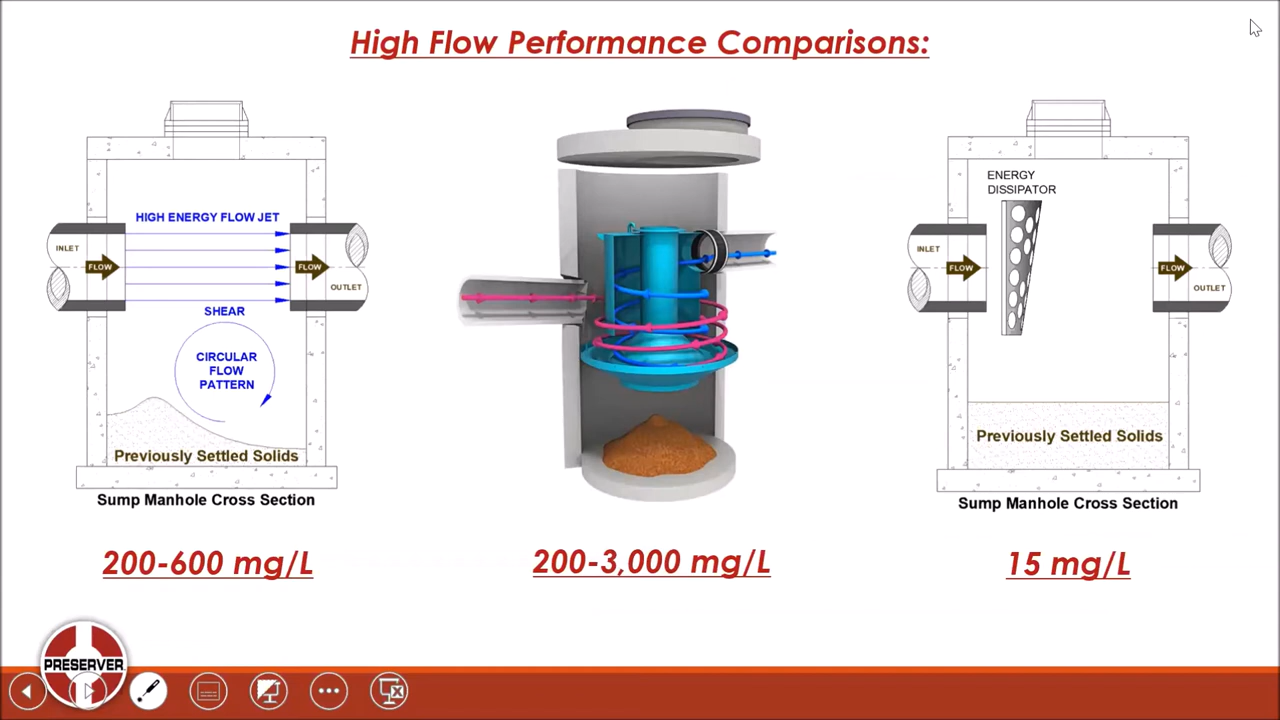 High Flow Performance Comparisons:
HIGH ENERGY FLOW JET
INLET
FLOW
FLOW
OUTLET
SHEAR
CIRCULAR
FLOW
PATTERN
Previously Settled Solids
Sump Manhole Cross Section
200-600 mg/L
200-3,000 mg/L
ENERGY
DISSIPATOR
INLET
FLOW
FLOW
OUTLET
Previously Settled Solids
Sump Manhole Cross Section
15 mg/L
PRESERVER